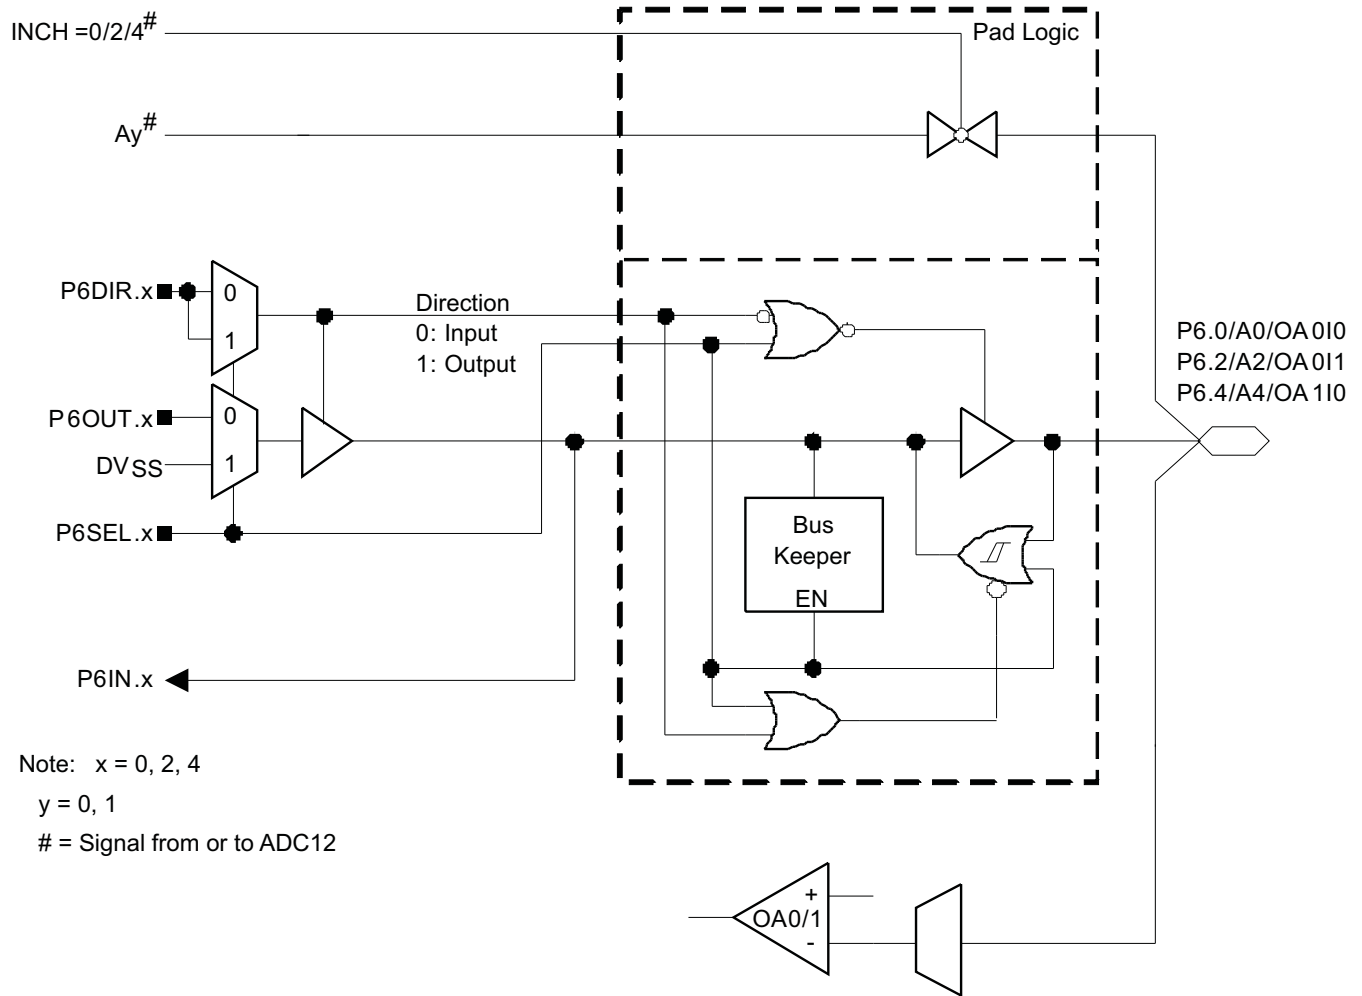 INCH =0/2/4#
Pad Logic
Ay#
P6DIR.x
0
1
Direction
0: Input
1: Output
P6.0/A0/OA0I0
P6.2/A2/OA0I1
P6.4/A4/OA1I0
P6OUT.x
0
DVSS
1
P6SEL.x
Bus
Keeper
EN
P6IN.x
Note: x = 0, 2, 4
y = 0, 1
# = Signal from or to ADC12
+
OA0/1
-